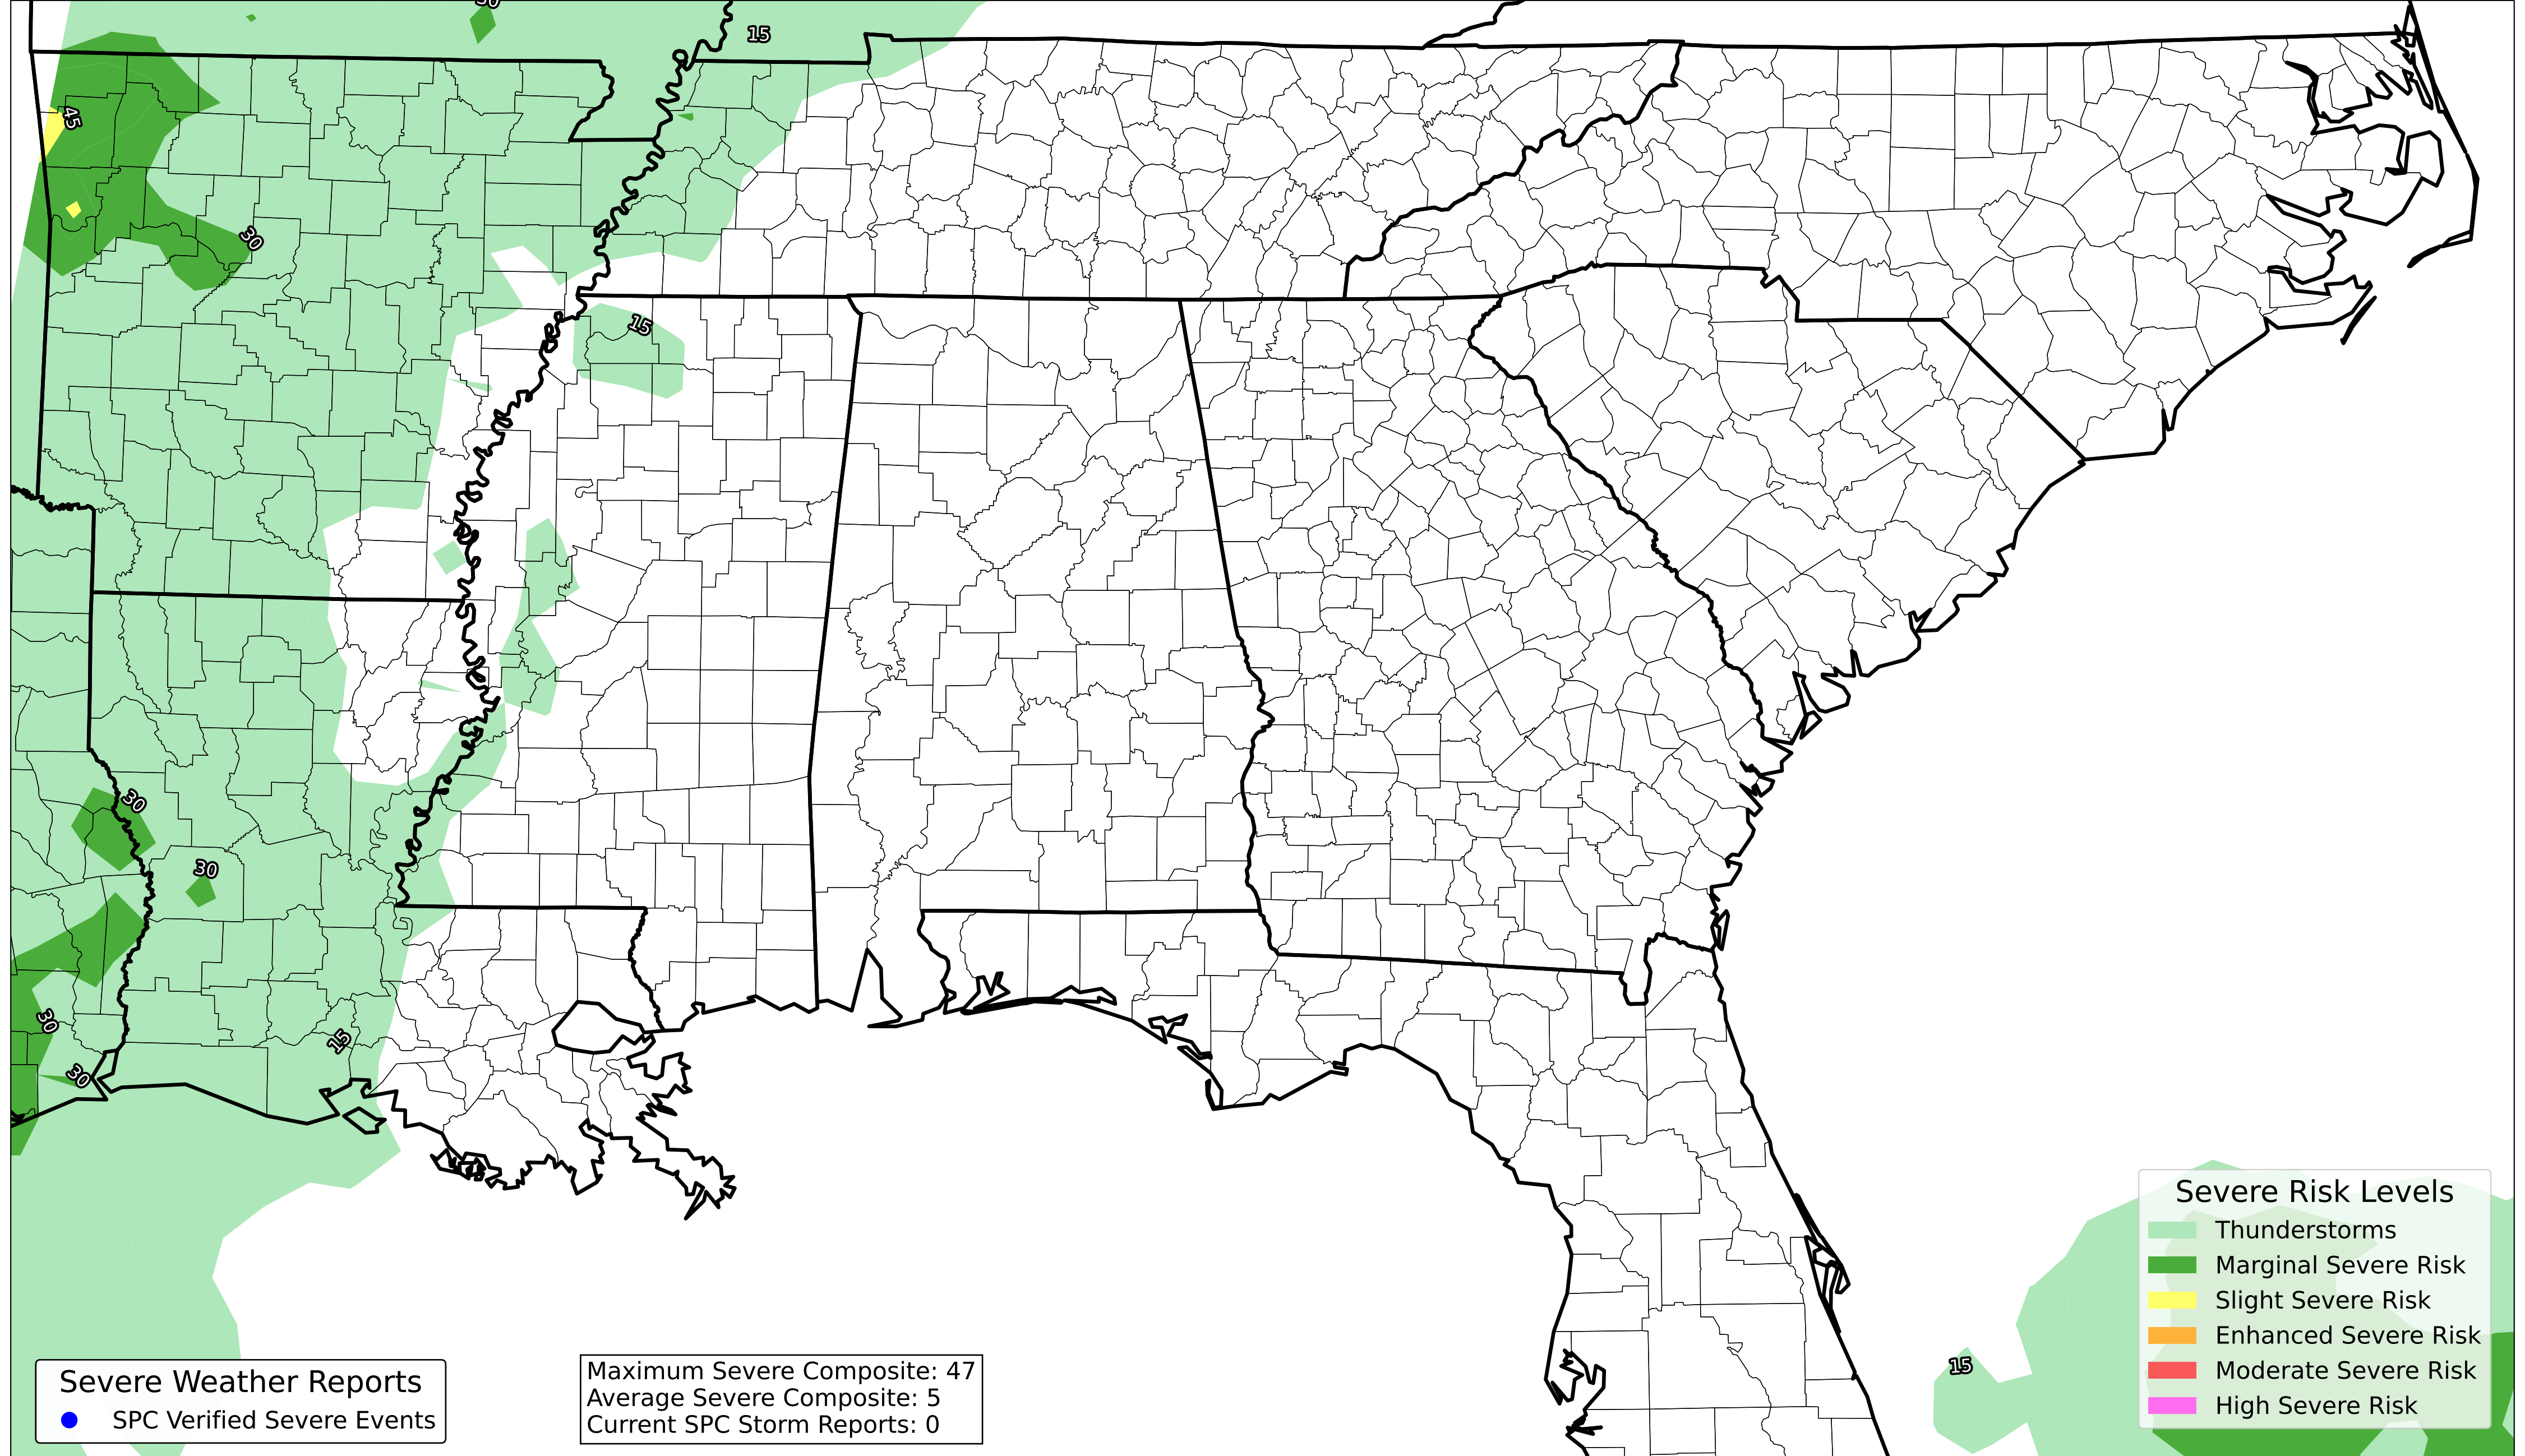 30
15
45
30
15
30
30
30
15
30
15
Severe Risk Levels
Thunderstorms
Marginal Severe Risk
Slight Severe Risk
Enhanced Severe Risk
Moderate Severe Risk
High Severe Risk
Severe Weather Reports
SPC Verified Severe Events
Maximum Severe Composite: 47
Average Severe Composite: 5
Current SPC Storm Reports: 0